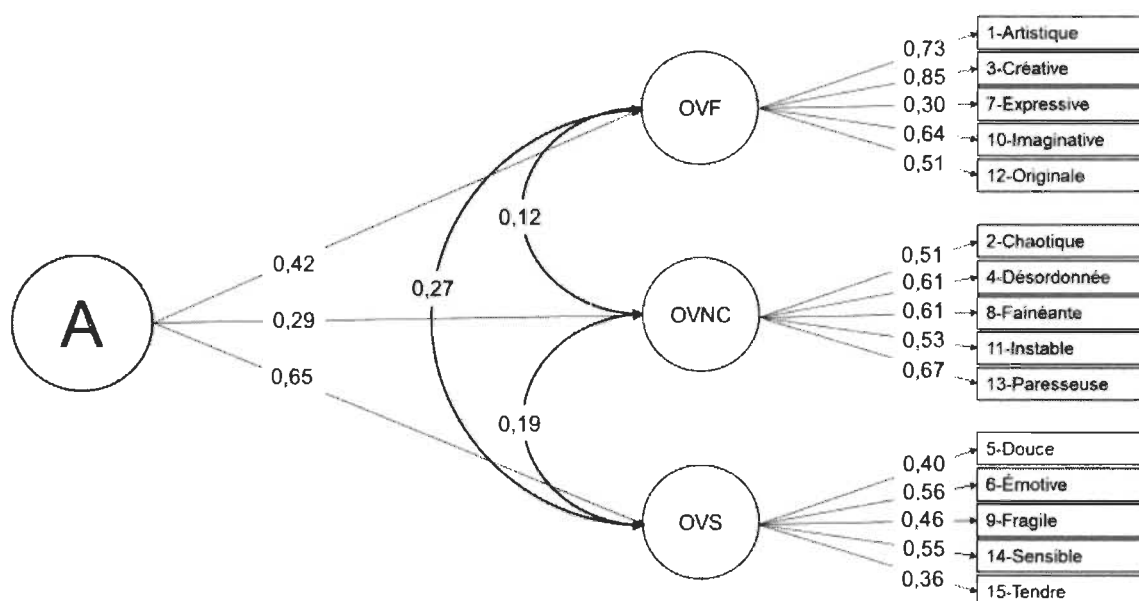 A
0,42
0,29
0,65
0,12
0,27
0,19
OVF
0,73
0,85
0,30
0,64
0,51
1-Artistique
3-Créative
7-Expressive
10-Imaginative
12-Originale
OVNC
0,51
0,61
0,61
0,53
0,67
2-Chaotique
4-Désordonnée
8-Fainéante
11-Instable
13-Paresseuse
OVS
0,40
0,56
0,46
0,55
0,36
5-Douce
6-Émotive
9-Fragile
14-Sensible
15-Tendre